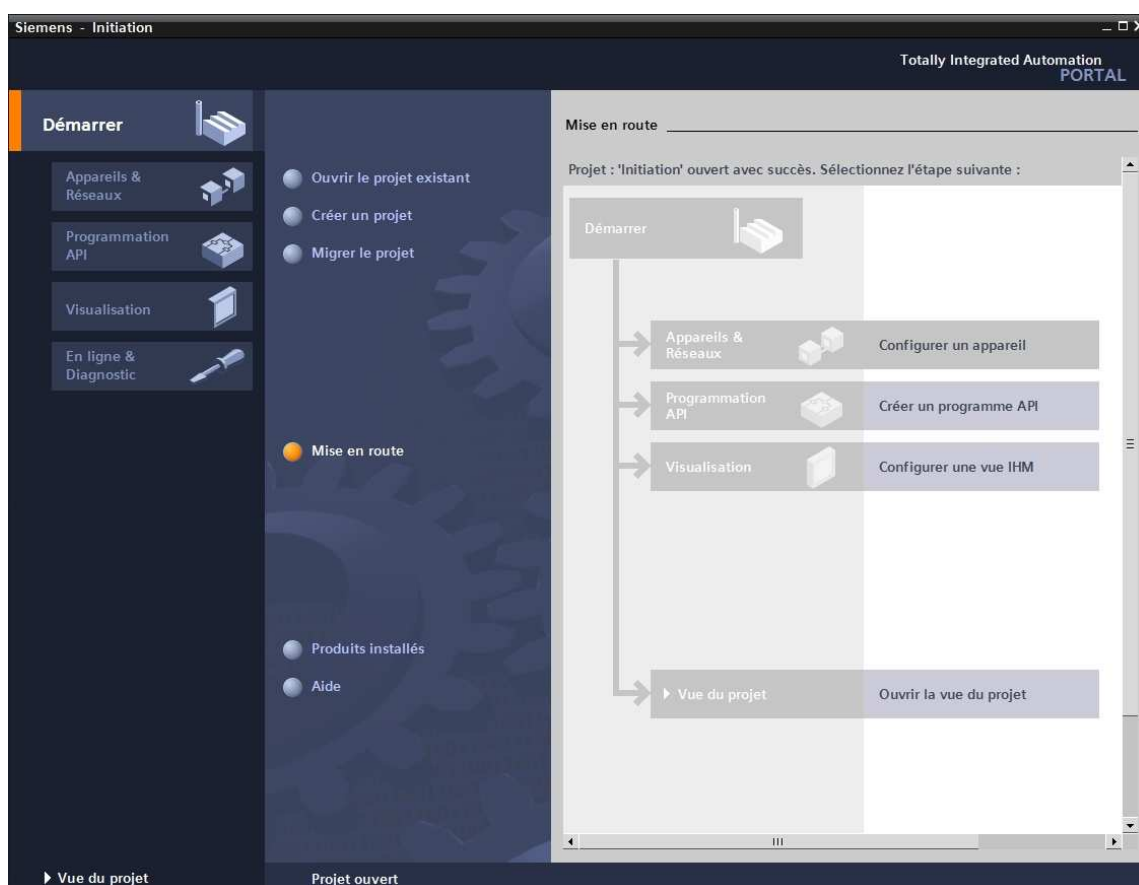 Siemens - Initiation
Totally Integrated Automation
PORTAL
Démarrer
Appareils &
Réseaux
Programmation
API
Visualisation
En ligne &
Diagnostic
Ouvrir le projet existant
Créer un projet
Migrer le projet
Mise en route
Produits installés
Aide
Mise en route
Projet : 'Initiation' ouvert avec succès. Sélectionnez l'étape suivante :
Démarrer
Appareils &
Réseaux
Configurer un appareil
Programmation
API
Créer un programme API
Visualisation
Configurer une vue IHM
Vue du projet
Ouvrir la vue du projet
Vue du projet
Projet ouvert